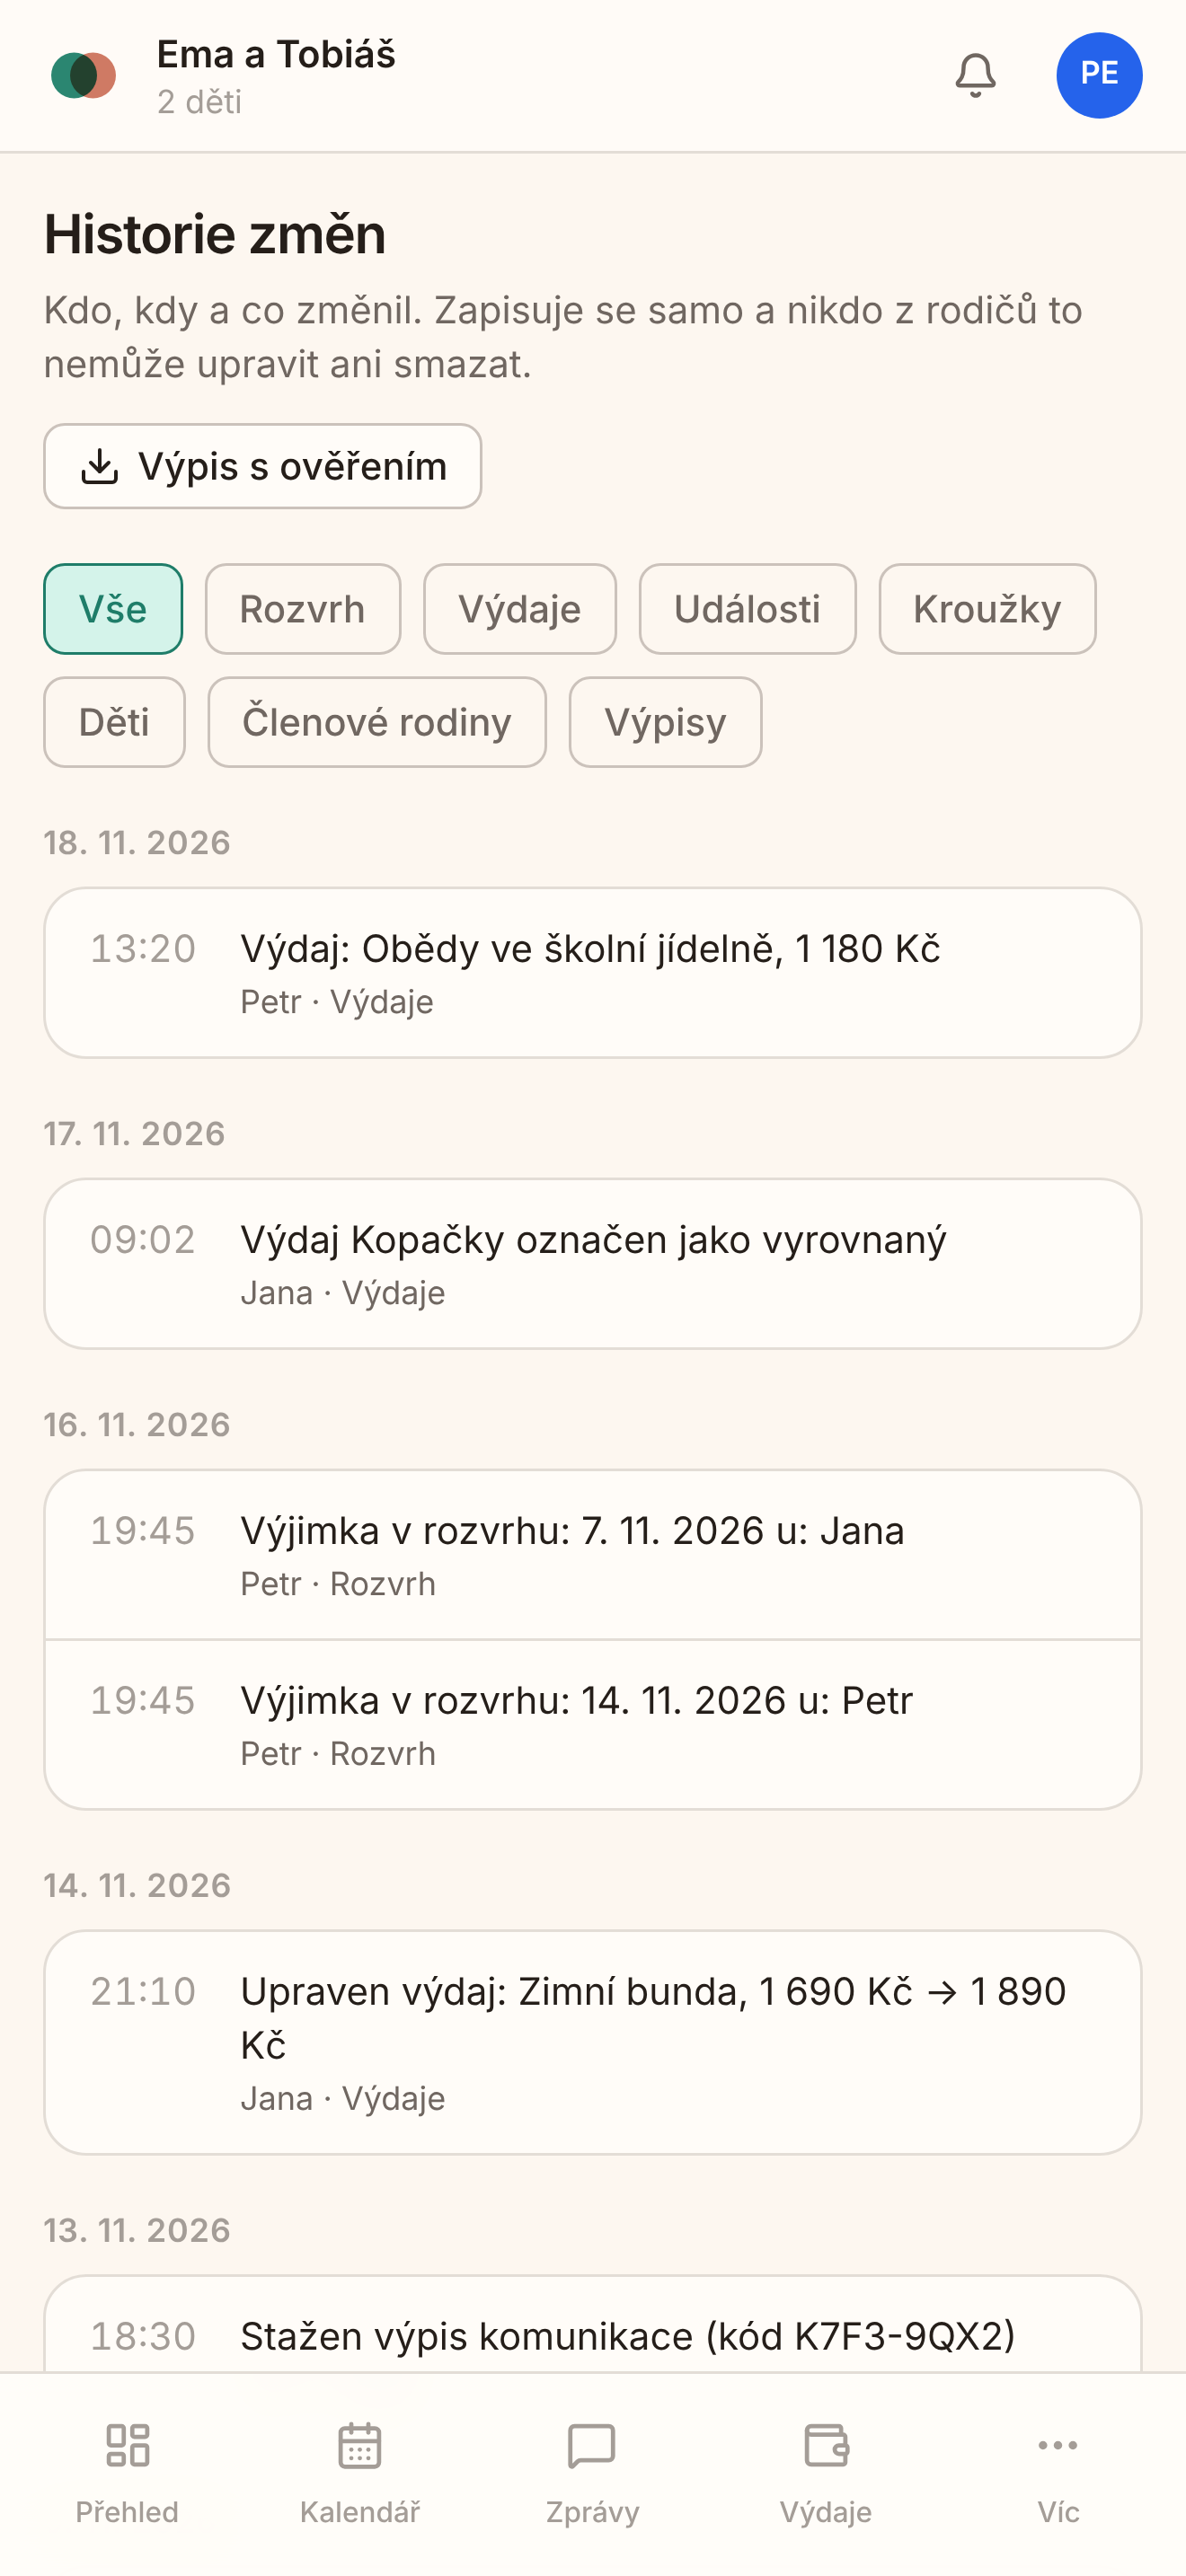 Ema a Tobiáš
2 děti
PE
Historie změn
Kdo, kdy a co změnil. Zapisuje se samo a nikdo z rodičů to
nemůže upravit ani smazat.
Výpis s ověřením
Vše Rozvrh Výdaje Události Kroužky
Děti Členové rodiny Výpisy
18. 11. 2026
13:20 Výdaj: Obědy ve školní jídelně, 1 180 Kč
Petr · Výdaje
17. 11. 2026
09:02 Výdaj Kopačky označen jako vyrovnaný
Jana · Výdaje
16. 11. 2026
19:45 Výjimka v rozvrhu: 7. 11. 2026 u: Jana
Petr · Rozvrh
19:45 Výjimka v rozvrhu: 14. 11. 2026 u: Petr
Petr · Rozvrh
14. 11. 2026
21:10 Upraven výdaj: Zimní bunda, 1 690 Kč → 1 890
Kč
Jana · Výdaje
13. 11. 2026
18:30 Stažen výpis komunikace (kód K7F3-9QX2)
Přehled Kalendář Zprávy Výdaje Víc